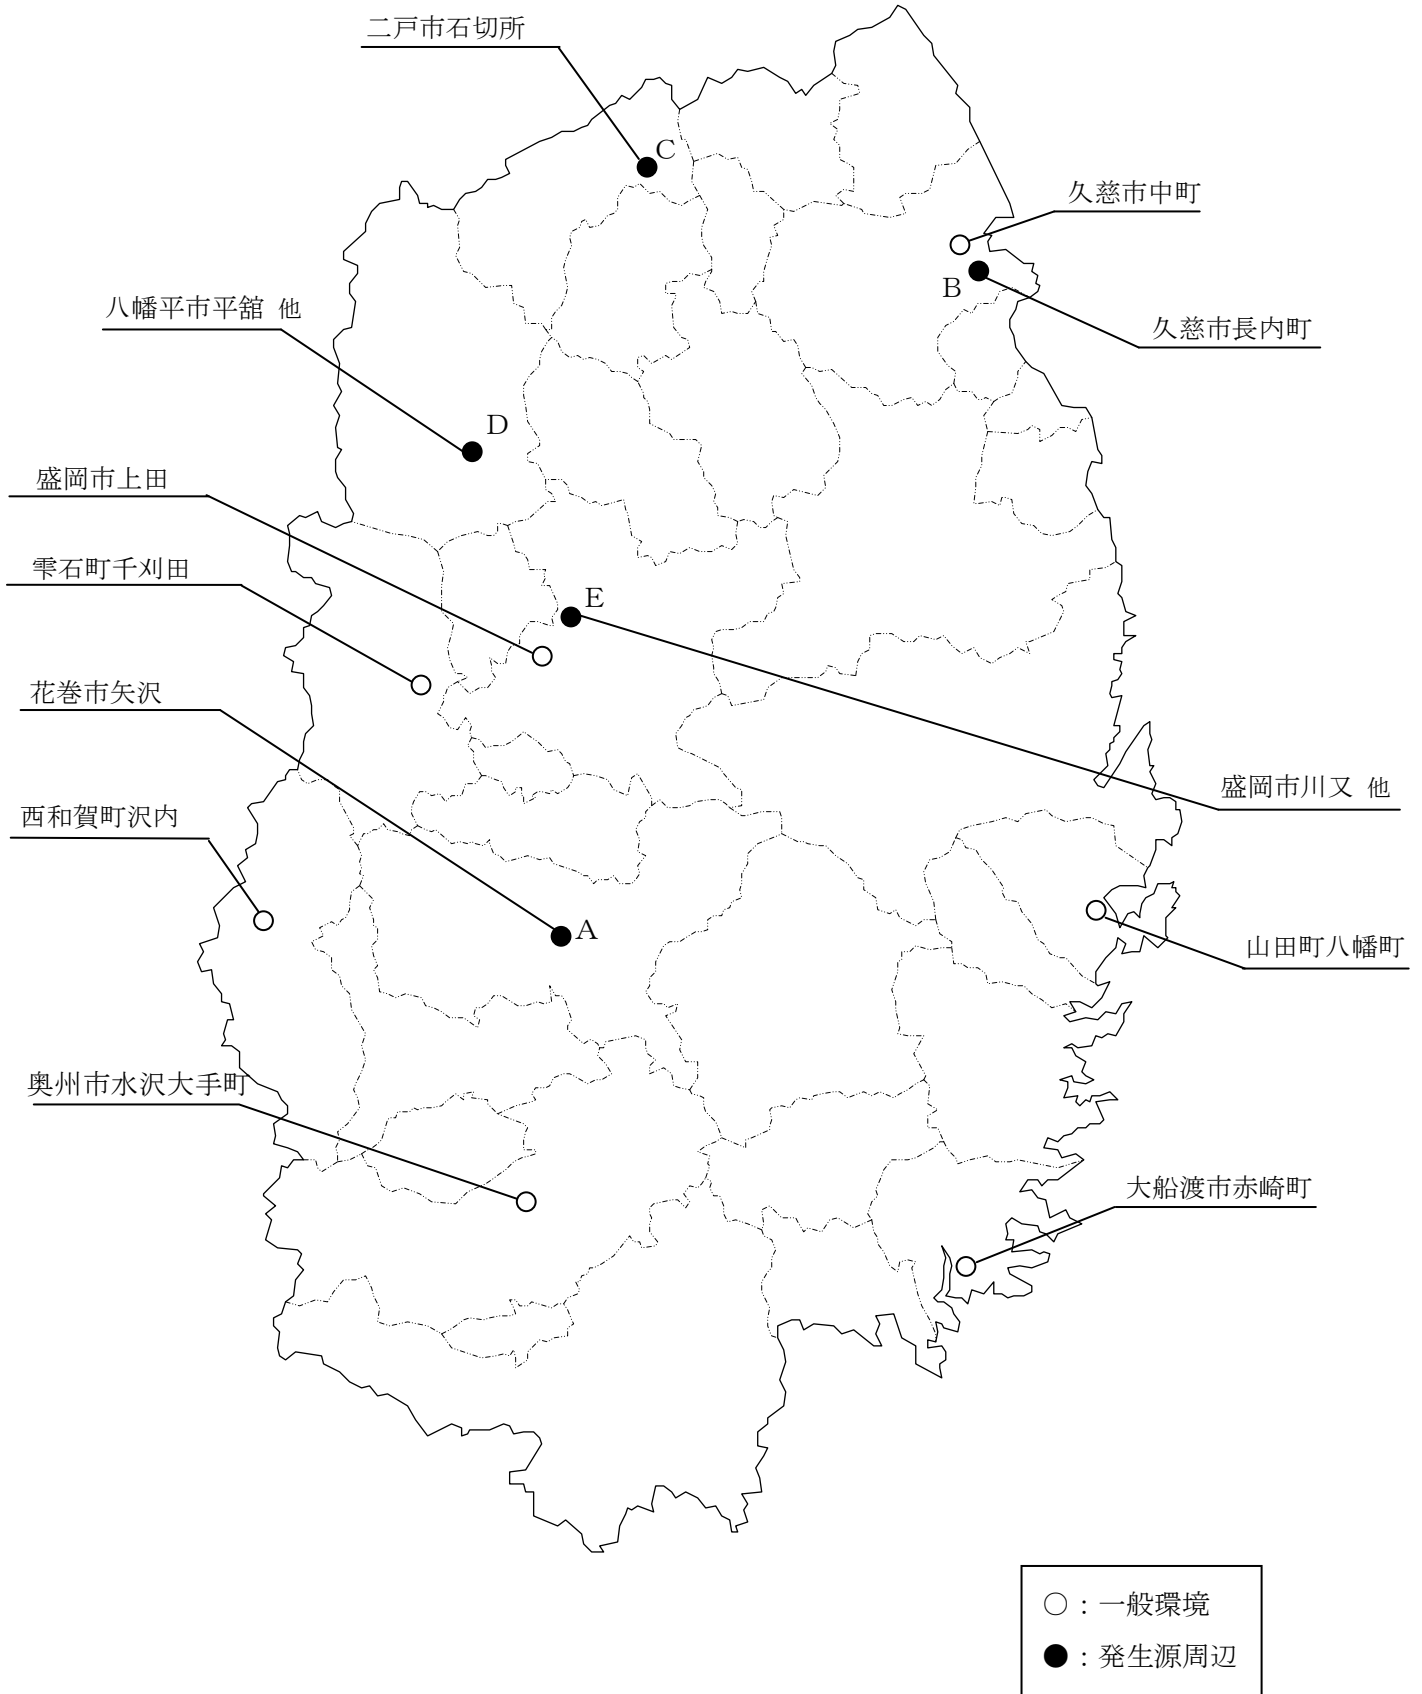 二戸市石切所
C
久慈市中町
B
八幡平市平舘 他
久慈市長内町
D
盛岡市上田
雫石町千刈田
E
花巻市矢沢
盛岡市川又 他
西和賀町沢内
A
山田町八幡町
奥州市水沢大手町
大船渡市赤崎町
○：一般環境
●：発生源周辺